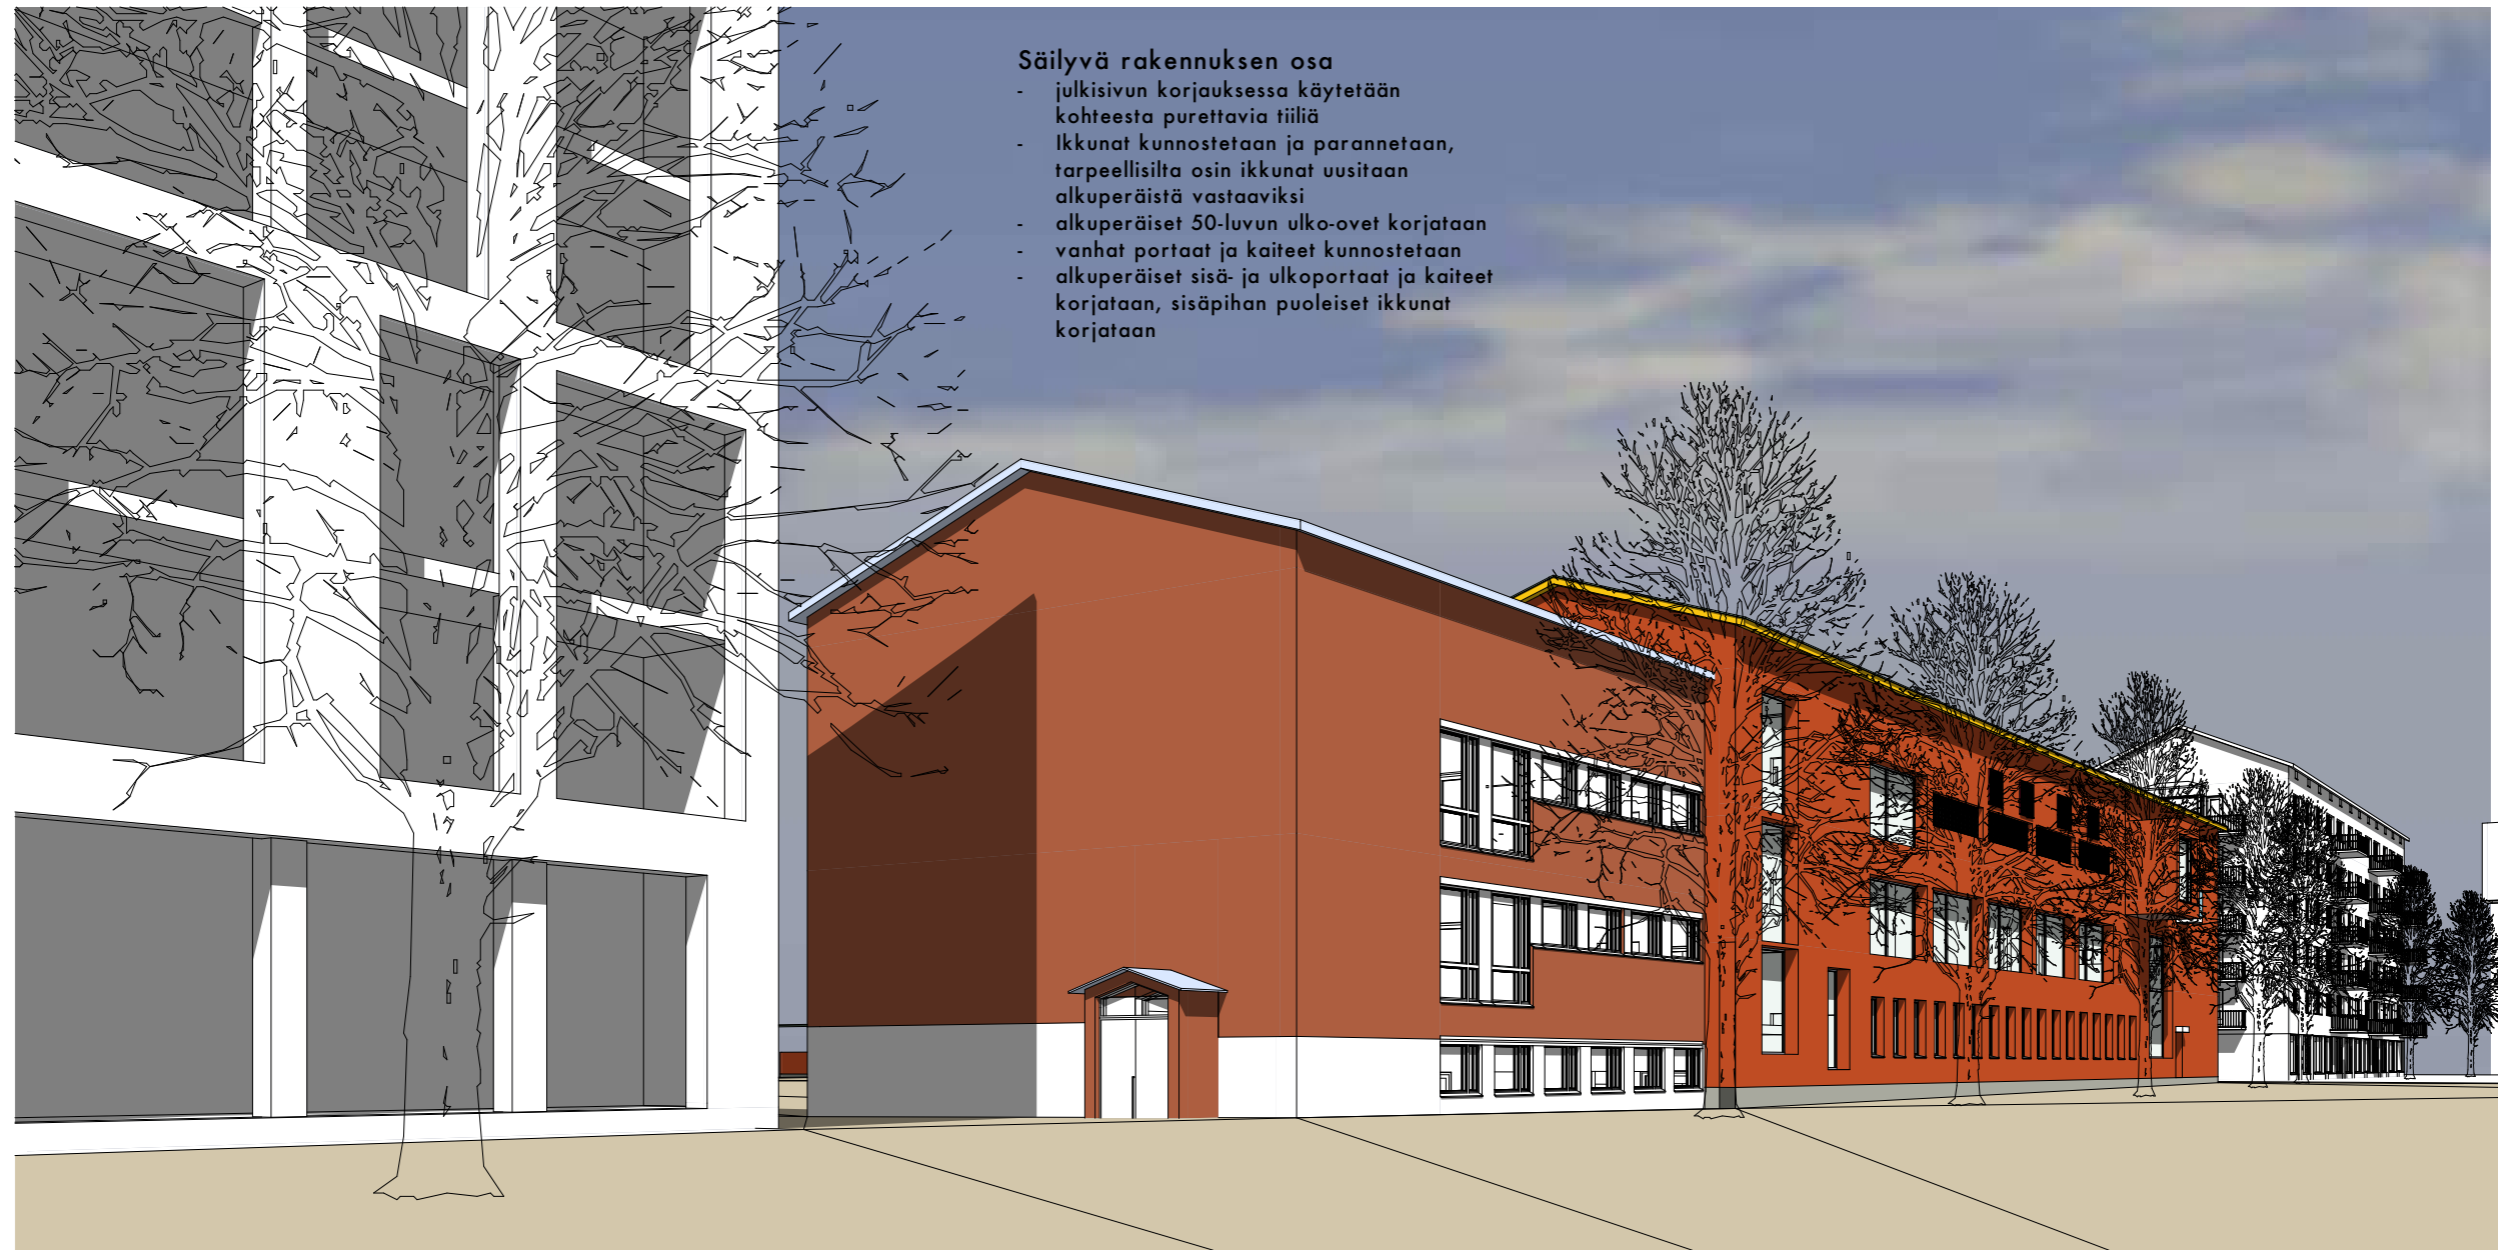 Säilyvä rakennuksen osa
- julkisivun korjauksessa käytetään
kohteesta purettavia tiiliä
- Ikkunat kunnostetaan ja parannetaan,
tarpeellisilta osin ikkunat uusitaan
alkuperäistä vastaaviksi
- alkuperäiset 50-luvun ulko-ovet korjataan
- vanhat portaat ja kaiteet kunnostetaan
- alkuperäiset sisä- ja ulkoportaat ja kaiteet
korjataan, sisäpihan puoleiset ikkunat
korjataan